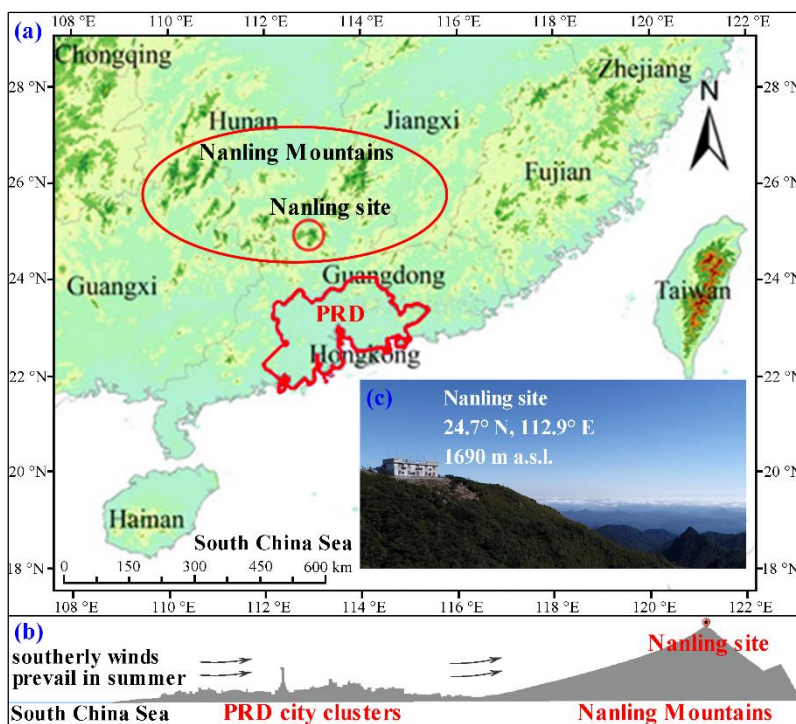 108 °E 110 °E 112 °E 114 °E 116 °E 118 °E 120 °E 122 °E
(a)
Chongqing
Zhejiang
28 °N
28 °N
N
Hunan
Jiangxi
Nanling Mountains
26 °N
26 °N
Fujian
Nanling site
24 °N
24 °N
Guangxi
Guangdong
Taiwan
PRD
Hongkong
22 °N
22 °N
(c)
Nanling site
24.7° N, 112.9° E
1690 m a.s.l.
20 °N
20 °N
Hainan
South China Sea
0 150 300 450 600 km
18 °N
18 °N
108 °E 110 °E 112 °E 114 °E 116 °E 118 °E 120 °E 122 °E
(b)
Nanling site
southerly winds
prevail in summer
South China Sea PRD city clusters Nanling Mountains